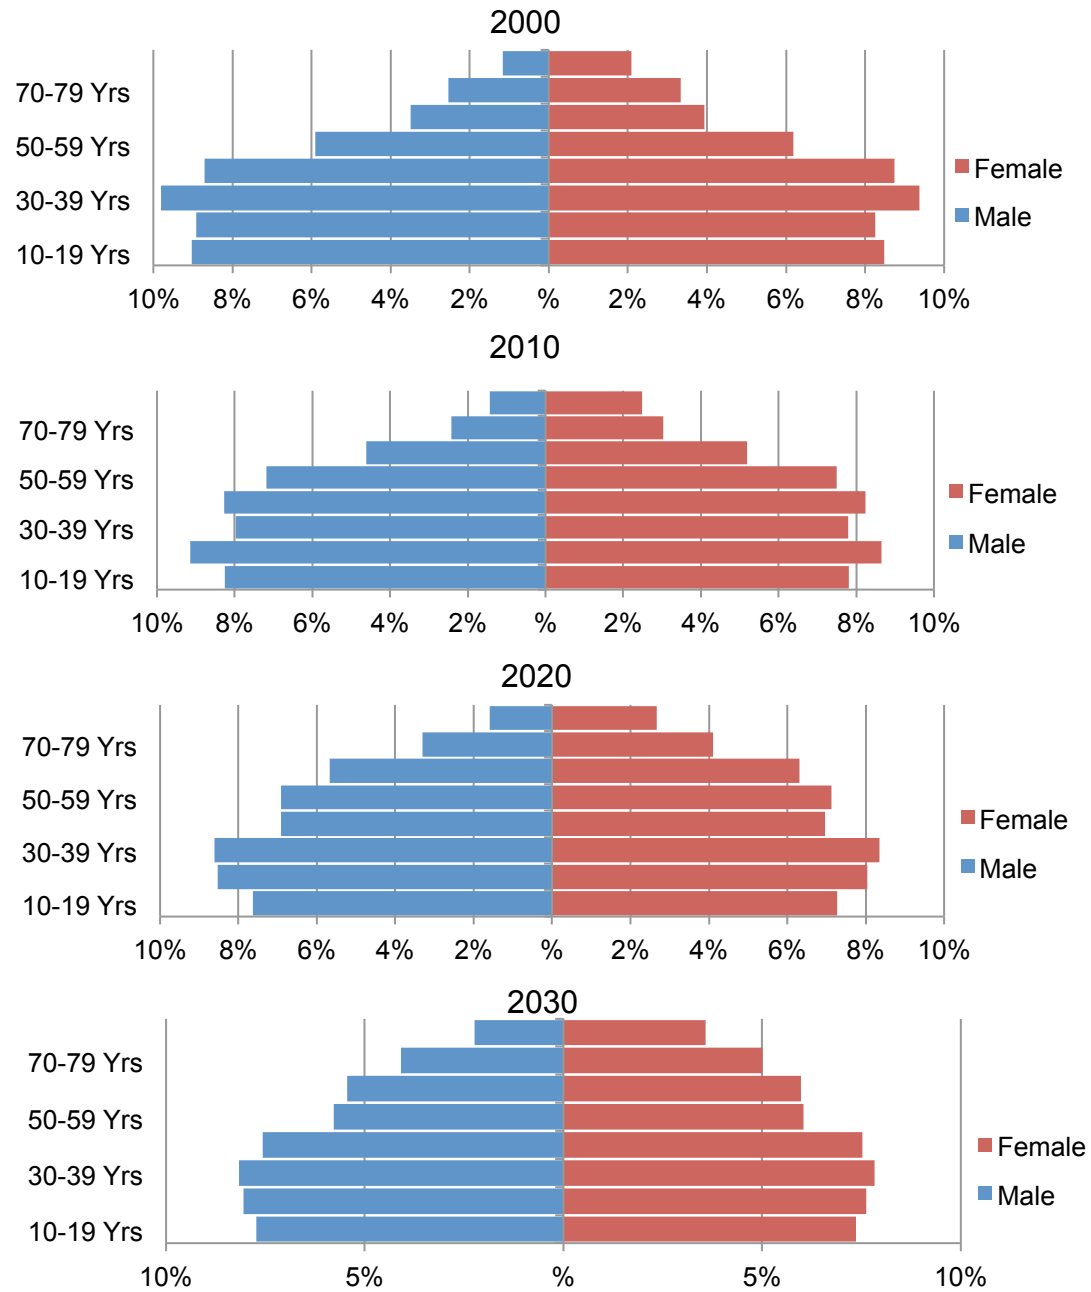 2000
70-79 Yrs
50-59 Yrs
30-39 Yrs
10-19 Yrs
Female
Male
10% 8% 6% 4% 2% % 2% 4% 6% 8% 10%
2010
70-79 Yrs
50-59 Yrs
30-39 Yrs
10-19 Yrs
Female
Male
10% 8% 6% 4% 2% % 2% 4% 6% 8% 10%
2020
70-79 Yrs
50-59 Yrs
30-39 Yrs
10-19 Yrs
Female
Male
10% 8% 6% 4% 2% % 2% 4% 6% 8% 10%
2030
70-79 Yrs
50-59 Yrs
30-39 Yrs
10-19 Yrs
Female
Male
10% 5% % 5% 10%